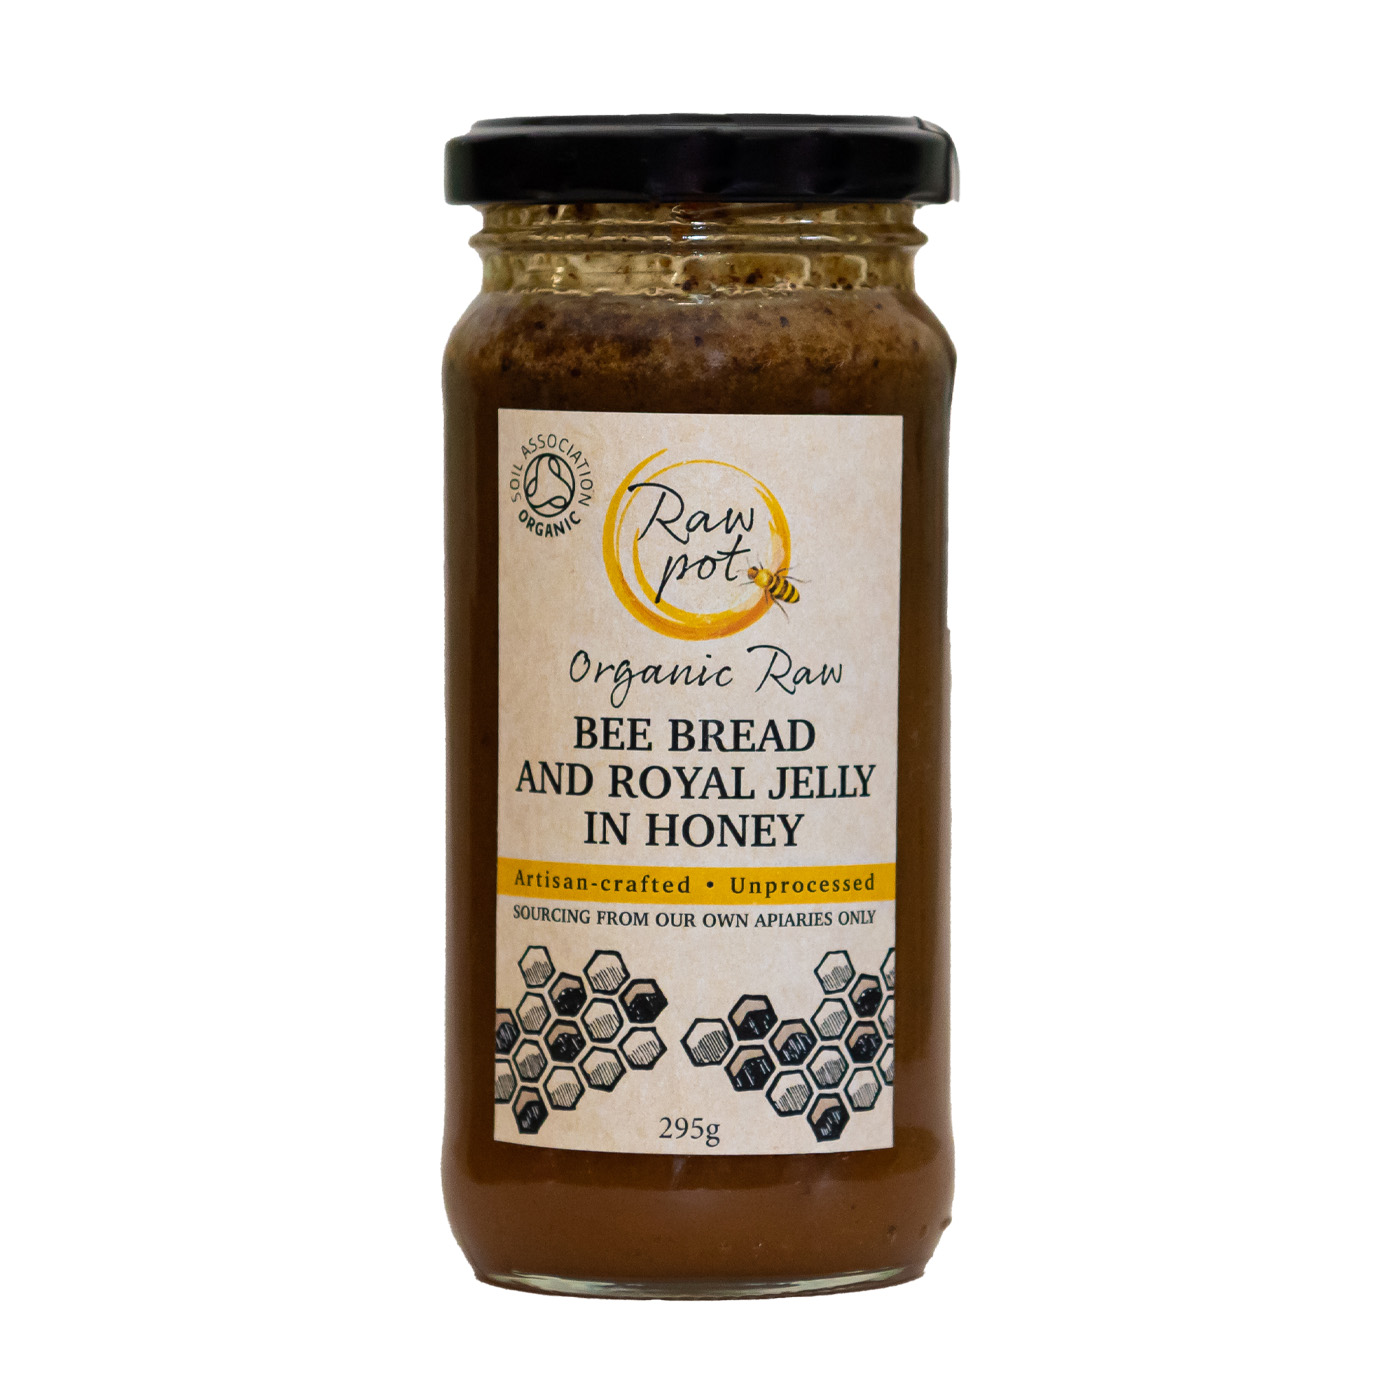 SOIL ASSOCIATION
ORGANIC
Raw
pot
Organic Raw
BEE BREAD
AND ROYAL JELLY
IN HONEY
Artisan-crafted • Unprocessed
SOURCING FROM OUR OWN APIARIES ONLY
295g